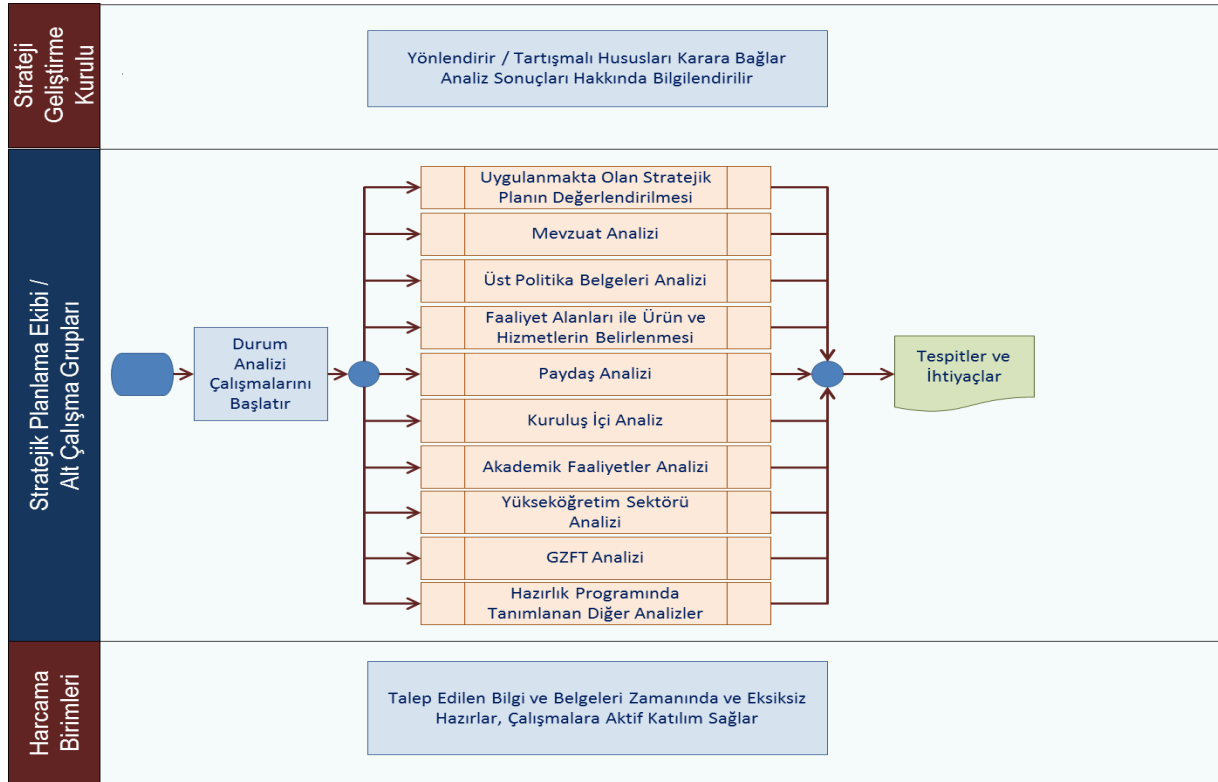 Strateji
Geliştirme
Kurulu
Yönlendirir / Tartışmalı Hususları Karara Bağlar
Analiz Sonuçları Hakkında Bilgilendirilir
Stratejik Planlama Ekibi /
Alt Çalışma Grupları
Durum
Analizi
Çalışmalarını
Başlatır
Uygulanmakta Olan Stratejik
Planın Değerlendirilmesi
Mevzuat Analizi
Üst Politika Belgeleri Analizi
Faaliyet Alanları ile Ürün ve
Hizmetlerin Belirlenmesi
Paydaş Analizi
Kuruluş İçi Analiz
Akademik Faaliyetler Analizi
Yükseköğretim Sektörü
Analizi
GZFT Analizi
Hazırlık Programında
Tanımlanan Diğer Analizler
Tespitler ve
İhtiyaçlar
Harcama
Birimleri
Talep Edilen Bilgi ve Belgeleri Zamanında ve Eksiksiz
Hazırlar, Çalışmalara Aktif Katılım Sağlar